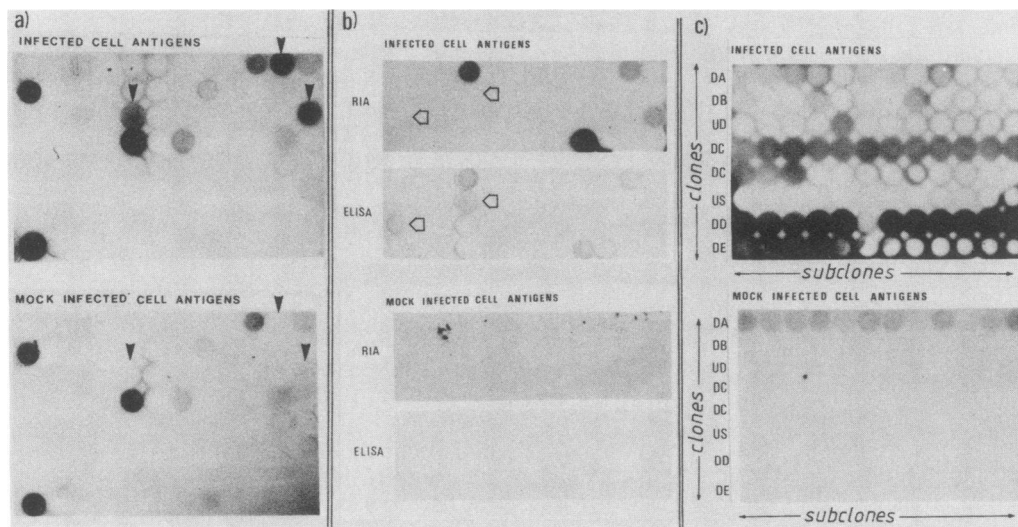 a)
INFECTED CELL ANTIGENS
MOCK INFECTED CELL ANTIGENS
b)
INFECTED CELL ANTIGENS
RIA
ELISA
MOCK INFECTED CELL ANTIGENS
RIA
ELISA
c)
INFECTED CELL ANTIGENS
clones
DA
DB
UD
DC
DC
US
DD
DE
subclones
MOCK INFECTED CELL ANTIGENS
clones
DA
DB
UD
DC
DC
US
DD
DE
subclones